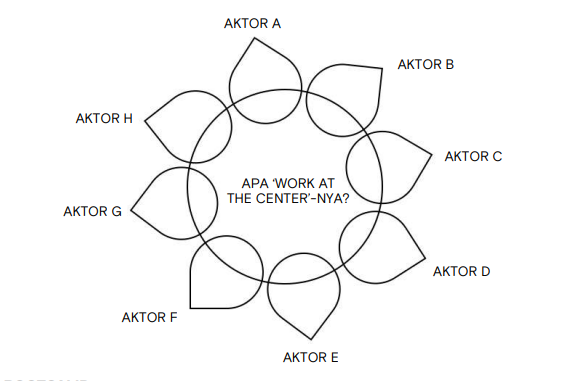 AKTOR A
AKTOR B
AKTOR H
AKTOR C
APA ‘WORK AT
THE CENTER’-NYA?
AKTOR G
AKTOR D
AKTOR F
AKTOR E